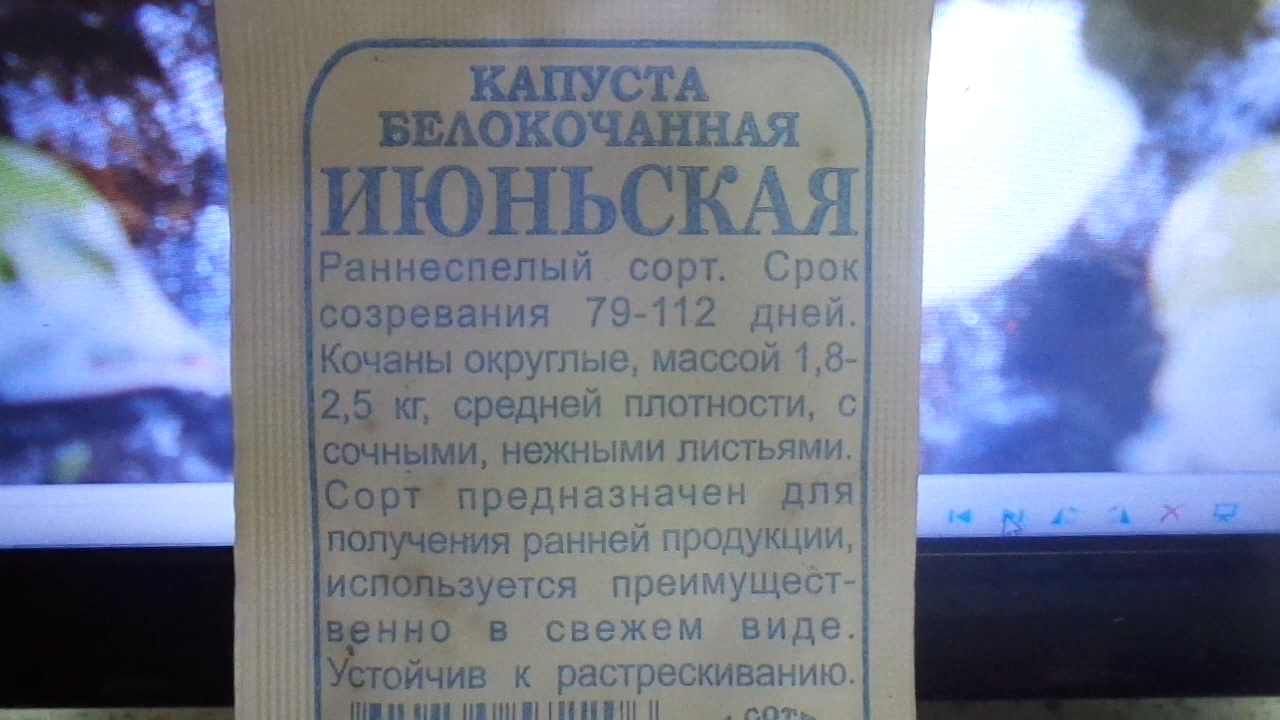 КАПУСТА
БЕЛОКОЧАННАЯ
ИЮНЬСКАЯ
Раннеспелый сорт. Срок
созревания 79-112 дней.
Кочаны округлые, массой 1,8-
2,5 кг, средней плотности, с
сочными, нежными листьями.
Сорт предназначен для
получения ранней продукции,
используется преимущест-
венно в свежем виде.
Устойчив к растрескиванию.